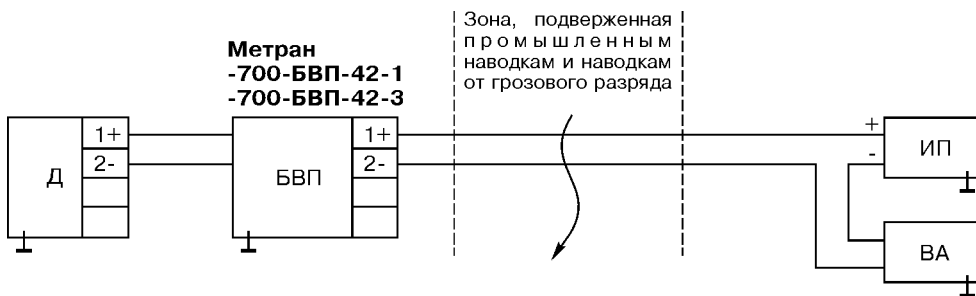 Зона, подверженная
промышленным
наводкам и наводкам
от грозового разряда
Метран
-700-БВП-42-1
-700-БВП-42-3
Д
1+
2-
БВП
1+
2-
+
-
ИП
ВА